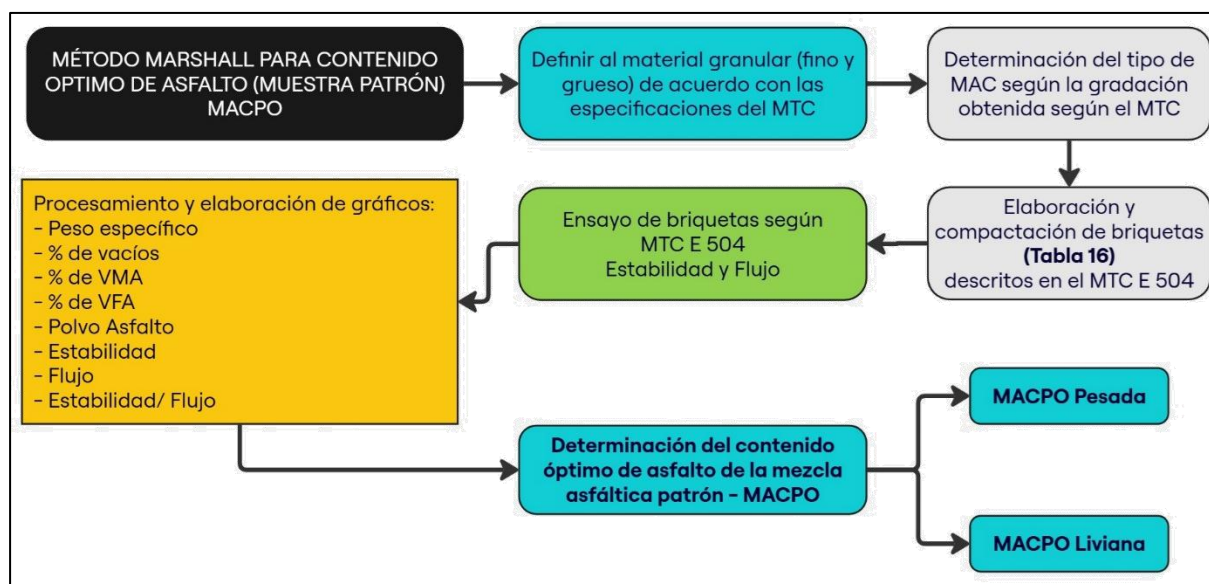 MÉTODO MARSHALL PARA CONTENIDO
OPTIMO DE ASFALTO (MUESTRA PATRÓN)
MACPO
Definir al material granular (fino y
grueso) de acuerdo con las
especificaciones del MTC
Determinación del tipo de
MAC según la gradación
obtenida según el MTC
Elaboración y
compactación de briquetas
(Tabla 16)
descritos en el MTC E 504
Ensayo de briquetas según
MTC E 504
Estabilidad y Flujo
Procesamiento y elaboración de gráficos:
- Peso específico
- % de vacíos
- % de VMA
- % de VFA
- Polvo Asfalto
- Estabilidad
- Flujo
- Estabilidad/ Flujo
Determinación del contenido
óptimo de asfalto de la mezcla
asfáltica patrón - MACPO
MACPO Pesada
MACPO Liviana